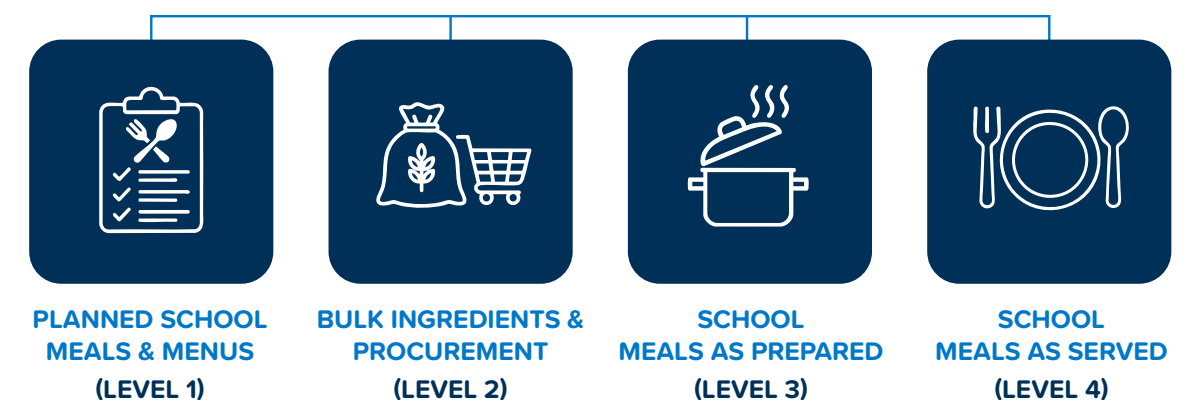 PLANNED SCHOOL
MEALS & MENUS
(LEVEL 1)
BULK INGREDIENTS &
PROCUREMENT
(LEVEL 2)
SCHOOL
MEALS AS PREPARED
(LEVEL 3)
SCHOOL
MEALS AS SERVED
(LEVEL 4)